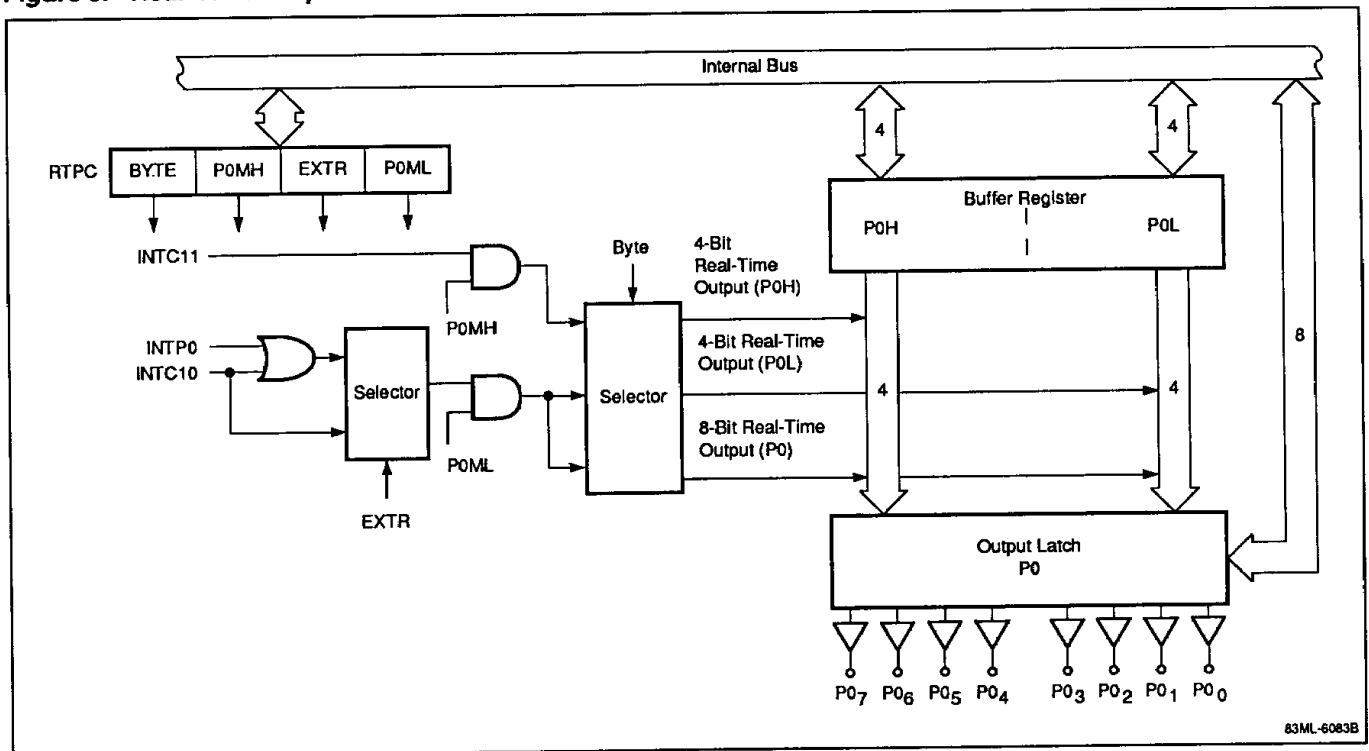 Internal Bus
4
4
8
RTPC BYTE P0MH EXTR P0ML
Buffer Register
P0H P0L
INTC11
P0MH
Byte
4-Bit
Real-Time
Output (P0H)
INTP0
INTC10
Selector
EXTR
P0ML
Selector
4-Bit Real-Time
Output (P0L)
4
4
8-Bit Real-Time
Output (P0)
Output Latch
P0
P07 P06 P05 P04 P03 P02 P01 P00
83ML-6083B